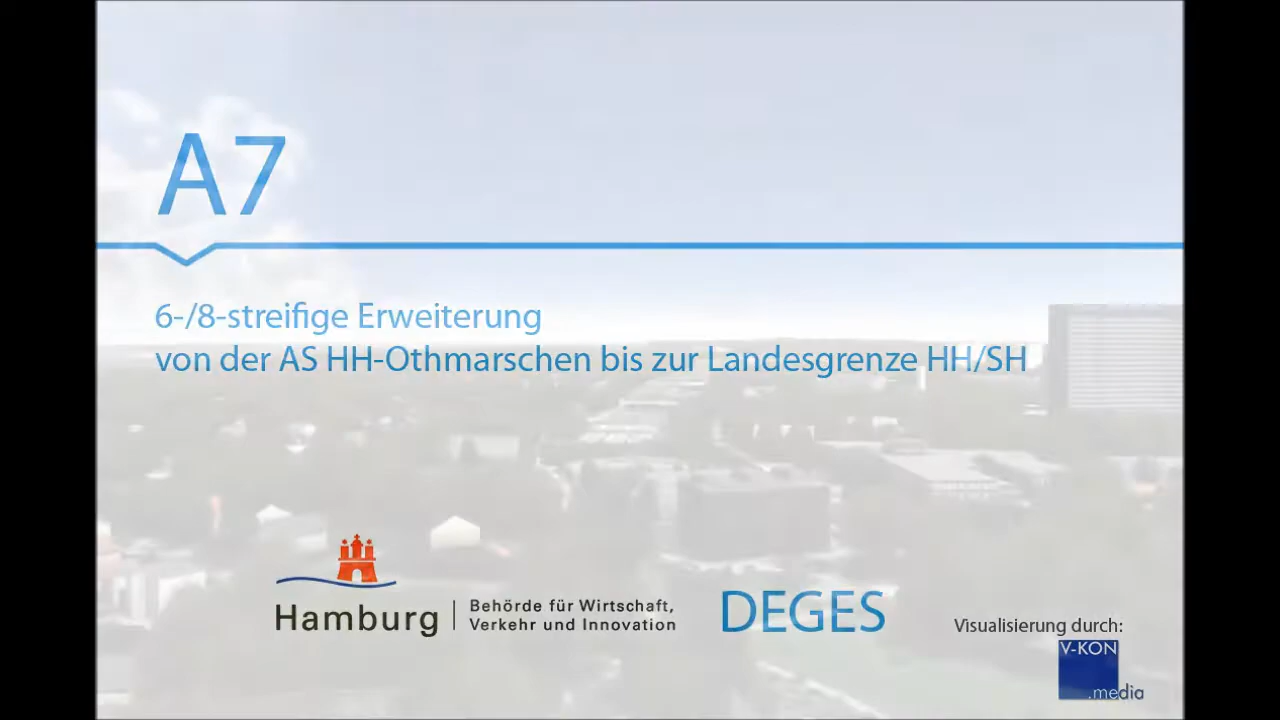 A7
6-/8-streifige Erweiterung
von der AS HH-Othmarschen bis zur Landesgrenze HH/SH
Hamburg
Behörde für Wirtschaft,
Verkehr und Innovation
DEGES
Visualisierung durch:
V-KON
.media